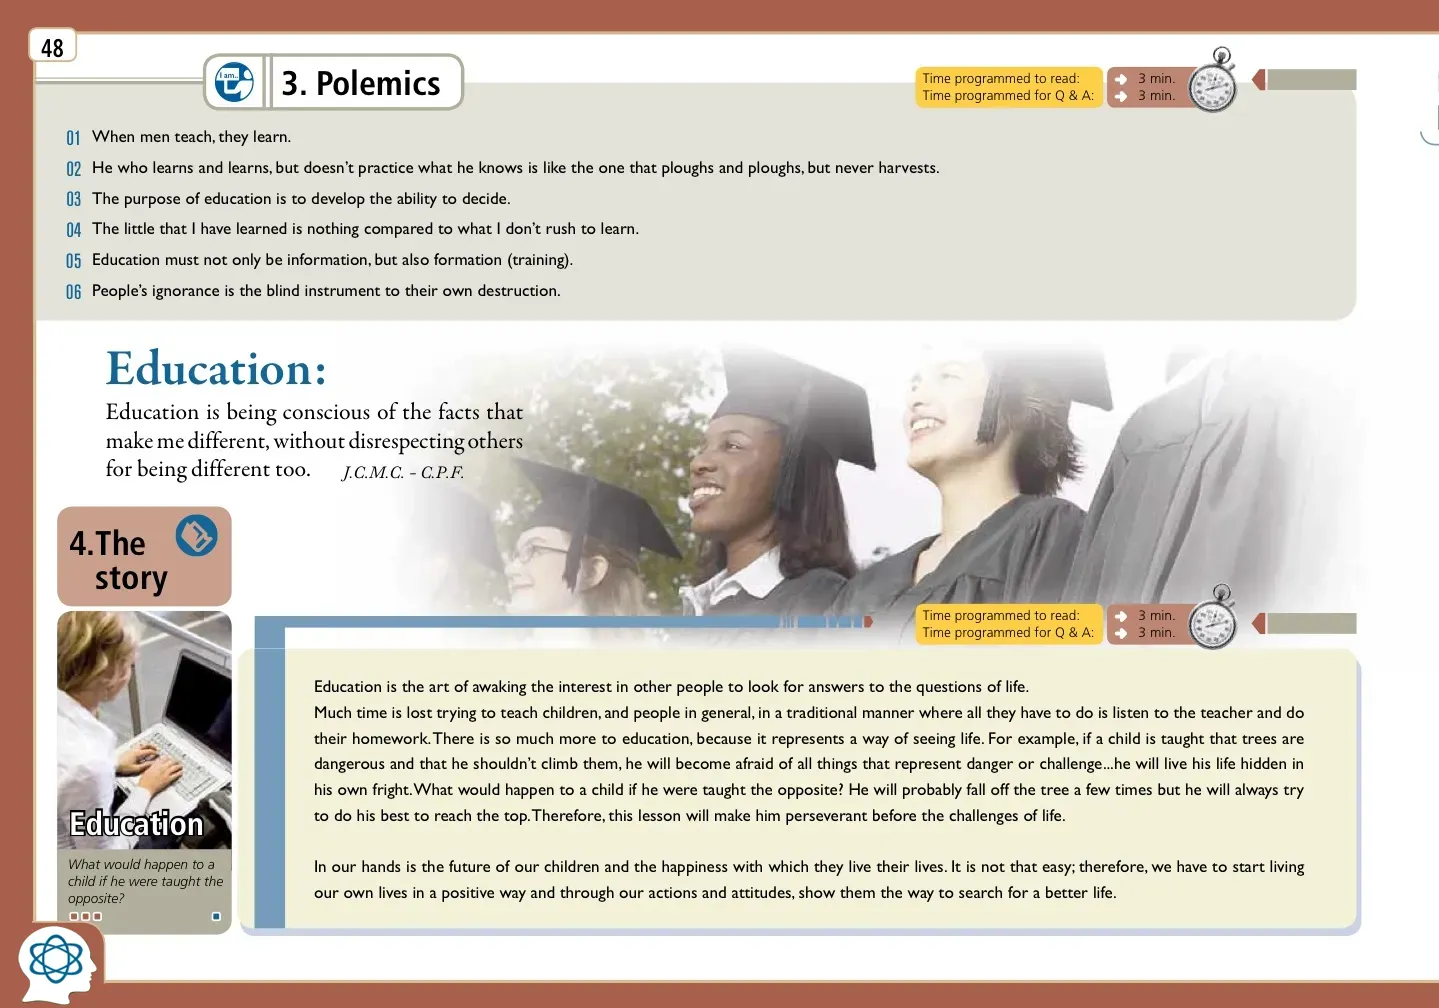 48
I am...
3. Polemics
Time programmed to read: 3 min.
Time programmed for Q & A: 3 min.
01 When men teach, they learn.
02 He who learns and learns, but doesn't practice what he knows is like the one that ploughs and ploughs, but never harvests.
03 The purpose of education is to develop the ability to decide.
04 The little that I have learned is nothing compared to what I don't rush to learn.
05 Education must not only be information, but also formation (training).
06 People's ignorance is the blind instrument to their own destruction.
Education:
Education is being conscious of the facts that
make me different, without disrespecting others
for being different too. J.C.M.C. - C.P.F.
4. The
story
Time programmed to read: 3 min.
Time programmed for Q & A: 3 min.
Education
What would happen to a
child if he were taught the
opposite?
Education is the art of awaking the interest in other people to look for answers to the questions of life.
Much time is lost trying to teach children, and people in general, in a traditional manner where all they have to do is listen to the teacher and do
their homework. There is so much more to education, because it represents a way of seeing life. For example, if a child is taught that trees are
dangerous and that he shouldn't climb them, he will become afraid of all things that represent danger or challenge...he will live his life hidden in
his own fright. What would happen to a child if he were taught the opposite? He will probably fall off the tree a few times but he will always try
to do his best to reach the top. Therefore, this lesson will make him perseverant before the challenges of life.
In our hands is the future of our children and the happiness with which they live their lives. It is not that easy; therefore, we have to start living
our own lives in a positive way and through our actions and attitudes, show them the way to search for a better life.